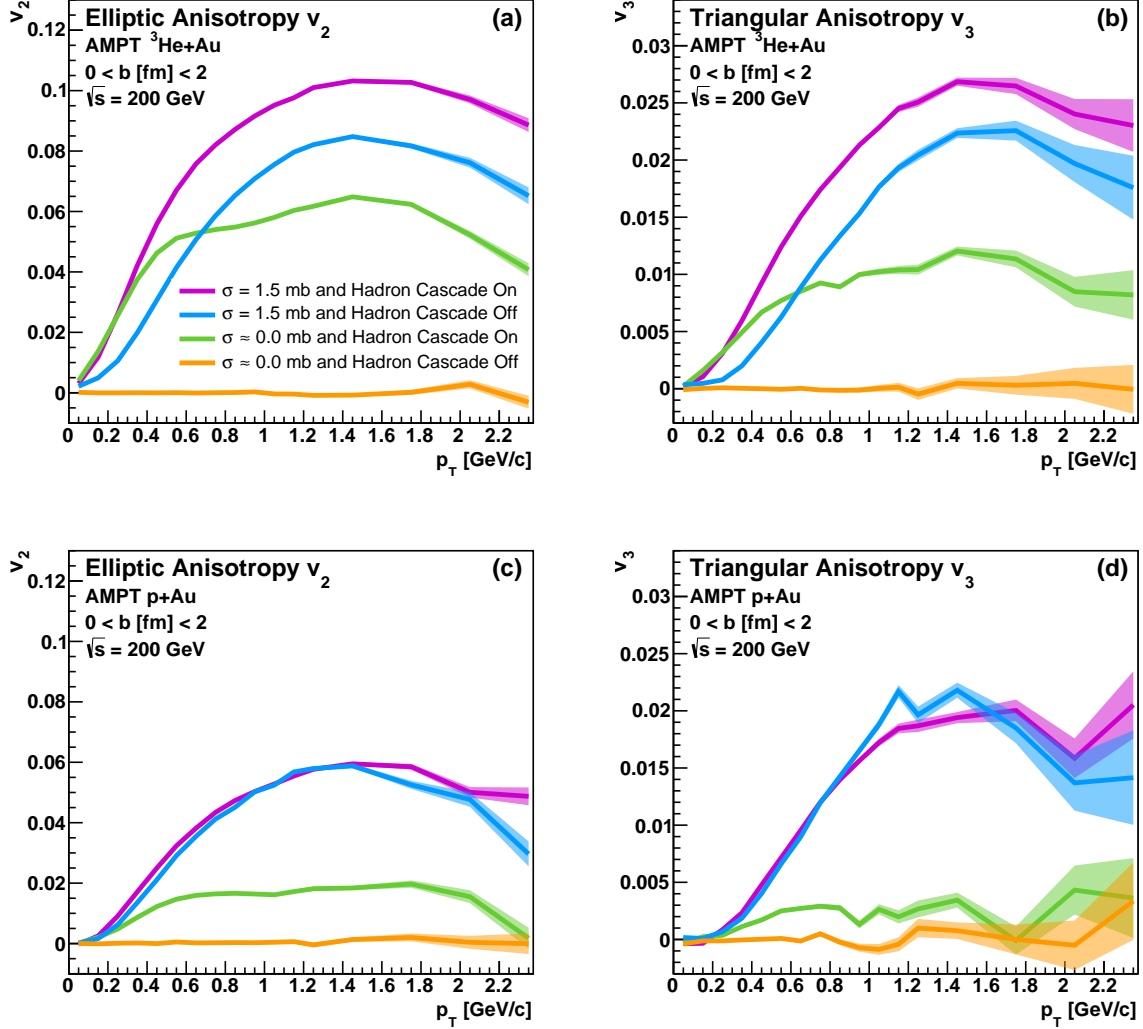 Elliptic Anisotropy v2
(a)
AMPT 3He+Au
0 < b [fm] < 2
√s = 200 GeV
v2
0.12
0.1
0.08
0.06
0.04
0.02
0
σ = 1.5 mb and Hadron Cascade On
σ = 1.5 mb and Hadron Cascade Off
σ ≈ 0.0 mb and Hadron Cascade On
σ ≈ 0.0 mb and Hadron Cascade Off
0 0.2 0.4 0.6 0.8 1 1.2 1.4 1.6 1.8 2 2.2
pT [GeV/c]
Triangular Anisotropy v3
(b)
AMPT 3He+Au
0 < b [fm] < 2
√s = 200 GeV
v3
0.03
0.025
0.02
0.015
0.01
0.005
0
0 0.2 0.4 0.6 0.8 1 1.2 1.4 1.6 1.8 2 2.2
pT [GeV/c]
Elliptic Anisotropy v2
(c)
AMPT p+Au
0 < b [fm] < 2
√s = 200 GeV
v2
0.12
0.1
0.08
0.06
0.04
0.02
0
0 0.2 0.4 0.6 0.8 1 1.2 1.4 1.6 1.8 2 2.2
pT [GeV/c]
Triangular Anisotropy v3
(d)
AMPT p+Au
0 < b [fm] < 2
√s = 200 GeV
v3
0.03
0.025
0.02
0.015
0.01
0.005
0
0 0.2 0.4 0.6 0.8 1 1.2 1.4 1.6 1.8 2 2.2
pT [GeV/c]